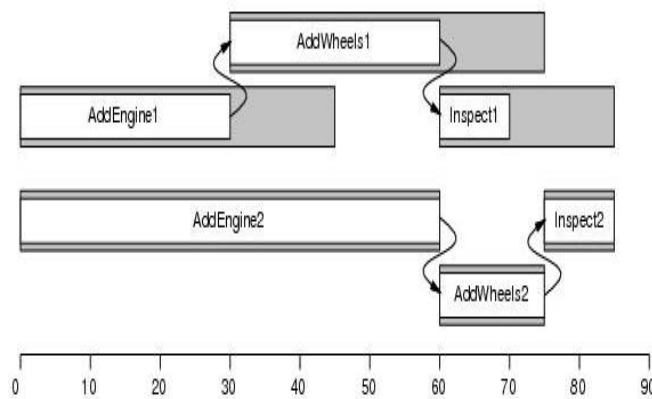 AddWheels1
AddEngine1
Inspect1
AddEngine2
Inspect2
AddWheels2
0 10 20 30 40 50 60 70 80 90